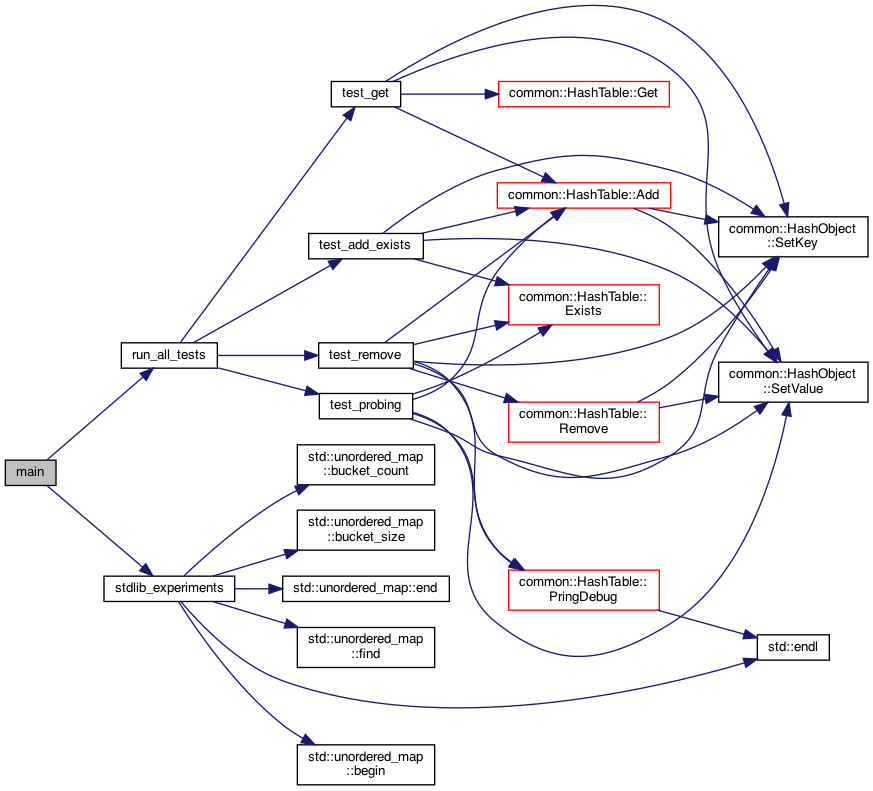 test_get
common::HashTable::Get
common::HashTable::Add
common::HashObject
::SetKey
test_add_exists
common::HashTable::
Exists
run_all_tests
test_remove
common::HashObject
::SetValue
test_probing
common::HashTable::
Remove
main
std::unordered_map
::bucket_count
std::unordered_map
::bucket_size
stdlib_experiments
std::unordered_map::end
common::HashTable::
PringDebug
std::unordered_map
::find
std::endl
std::unordered_map
::begin